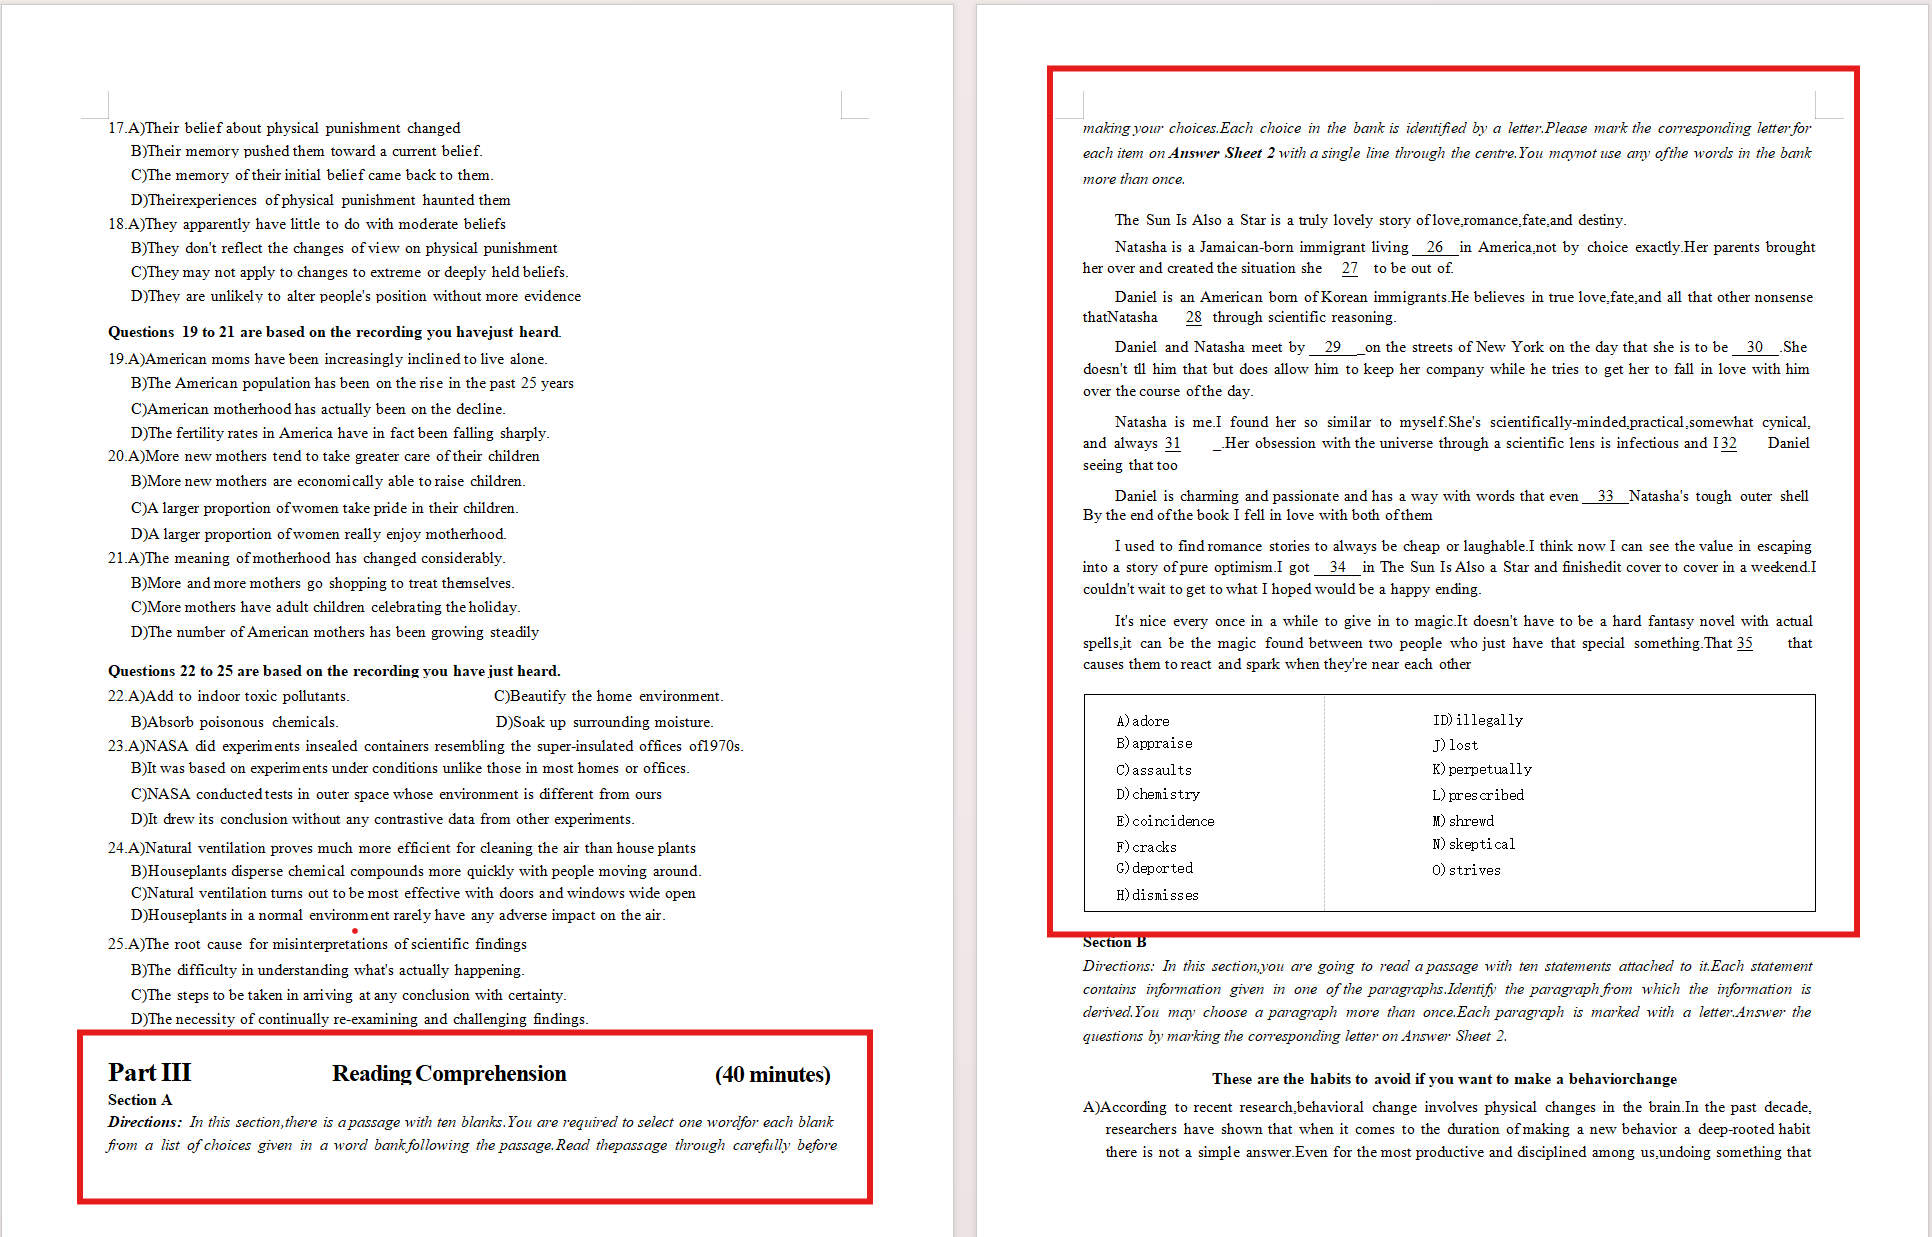 17.A)Their belief about physical punishment changed
B)Their memory pushed them toward a current belief.
C)The memory of their initial belief came back to them.
D)Theirexperiences of physical punishment haunted them
18.A)They apparently have little to do with moderate beliefs
B)They don't reflect the changes of view on physical punishment
C)They may not apply to changes to extreme or deeply held beliefs.
D)They are unlikely to alter people's position without more evidence
Questions 19 to 21 are based on the recording you havejust heard.
19.A)American moms have been increasingly inclined to live alone.
B)The American population has been on the rise in the past 25 years
C)American motherhood has actually been on the decline.
D)The fertility rates in America have in fact been falling sharply.
20.A)More new mothers tend to take greater care of their children
B)More new mothers are economically able to raise children.
C)A larger proportion of women take pride in their children.
D)A larger proportion of women really enjoy motherhood.
21.A)The meaning of motherhood has changed considerably.
B)More and more mothers go shopping to treat themselves.
C)More mothers have adult children celebrating the holiday.
D)The number of American mothers has been growing steadily
Questions 22 to 25 are based on the recording you have just heard.
22.A)Add to indoor toxic pollutants. C)Beautify the home environment.
B)Absorb poisonous chemicals. D)Soak up surrounding moisture.
23.A)NASA did experiments insealed containers resembling the super-insulated offices of1970s.
B)It was based on experiments under conditions unlike those in most homes or offices.
C)NASA conducted tests in outer space whose environment is different from ours
D)It drew its conclusion without any contrastive data from other experiments.
24.A)Natural ventilation proves much more efficient for cleaning the air than house plants
B)Houseplants disperse chemical compounds more quickly with people moving around.
C)Natural ventilation turns out to be most effective with doors and windows wide open
D)Houseplants in a normal environment rarely have any adverse impact on the air.
25.A)The root cause for misinterpretations of scientific findings
B)The difficulty in understanding what's actually happening.
C)The steps to be taken in arriving at any conclusion with certainty.
D)The necessity of continually re-examining and challenging findings.
Part III Reading Comprehension (40 minutes)
Section A
Directions: In this section,there is a passage with ten blanks.You are required to select one wordfor each blank
from a list of choices given in a word bank following the passage.Read thepassage through carefully before
making your choices.Each choice in the bank is identified by a letter.Please mark the corresponding letter for
each item on Answer Sheet 2 with a single line through the centre.You maynot use any ofthe words in the bank
more than once.
The Sun Is Also a Star is a truly lovely story of love,romance,fate,and destiny.
Natasha is a Jamaican-born immigrant living 26 in America,not by choice exactly.Her parents brought
her over and created the situation she 27 to be out of.
Daniel is an American born of Korean immigrants.He believes in true love,fate,and all that other nonsense
thatNatasha 28 through scientific reasoning.
Daniel and Natasha meet by 29 _on the streets of New York on the day that she is to be 30 .She
doesn't tll him that but does allow him to keep her company while he tries to get her to fall in love with him
over the course of the day.
Natasha is me.I found her so similar to myself.She's scientifically-minded,practical,somewhat cynical,
and always 31 _.Her obsession with the universe through a scientific lens is infectious and I 32 Daniel
seeing that too
Daniel is charming and passionate and has a way with words that even 33 Natasha's tough outer shell
By the end of the book I fell in love with both of them
I used to find romance stories to always be cheap or laughable.I think now I can see the value in escaping
into a story of pure optimism.I got 34 in The Sun Is Also a Star and finishedit cover to cover in a weekend.I
couldn't wait to get to what I hoped would be a happy ending.
It's nice every once in a while to give in to magic.It doesn't have to be a hard fantasy novel with actual
spells,it can be the magic found between two people who just have that special something.That 35 that
causes them to react and spark when they're near each other
A)adore ID)illegally
B)appraise J)lost
C)assaults K)perpetually
D)chemistry L)prescribed
E)coincidence M)shrewd
F)cracks N)skeptical
G)deported O)strives
H)dismisses
Section B
Directions: In this section,you are going to read a passage with ten statements attached to it.Each statement
contains information given in one of the paragraphs.Identify the paragraph from which the information is
derived.You may choose a paragraph more than once.Each paragraph is marked with a letter.Answer the
questions by marking the corresponding letter on Answer Sheet 2.
These are the habits to avoid if you want to make a behaviorchange
A)According to recent research,behavioral change involves physical changes in the brain.In the past decade,
researchers have shown that when it comes to the duration of making a new behavior a deep-rooted habit
there is not a simple answer.Even for the most productive and disciplined among us,undoing something that